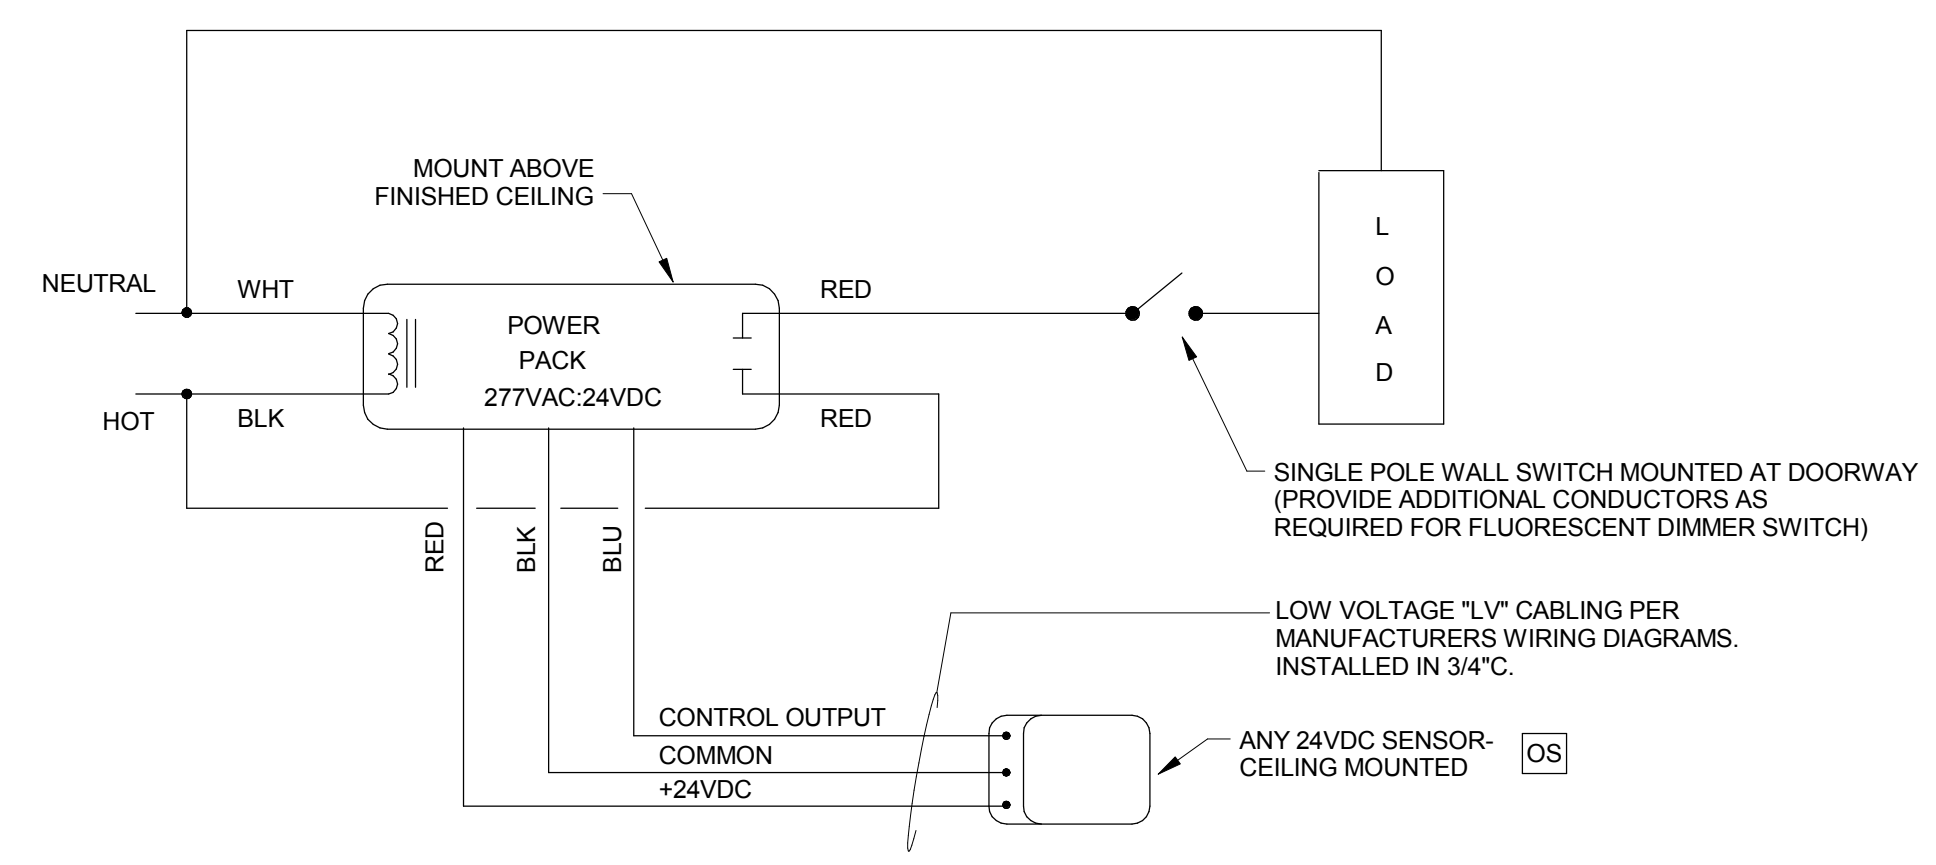 MOUNT ABOVE
FINISHED CEILING
NEUTRAL
WHT
HOT
BLK
POWER
PACK
277VAC:24VDC
RED
RED
L
O
A
D
SINGLE POLE WALL SWITCH MOUNTED AT DOORWAY
(PROVIDE ADDITIONAL CONDUCTORS AS
REQUIRED FOR FLUORESCENT DIMMER SWITCH)
RED
BLK
BLU
LOW VOLTAGE "LV" CABLING PER
MANUFACTURERS WIRING DIAGRAMS.
INSTALLED IN 3/4"C.
CONTROL OUTPUT
COMMON
+24VDC
ANY 24VDC SENSOR-
CEILING MOUNTED
OS